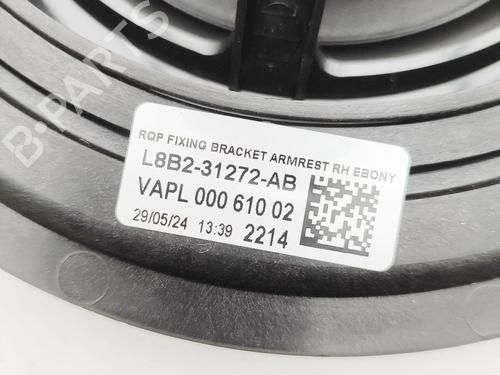 B-PARTS
RQP FIXING BRACKET ARMREST RH EBONY
L8B2-31272-AB
VAPL 000 610 02
29/05/24 13:39 2214